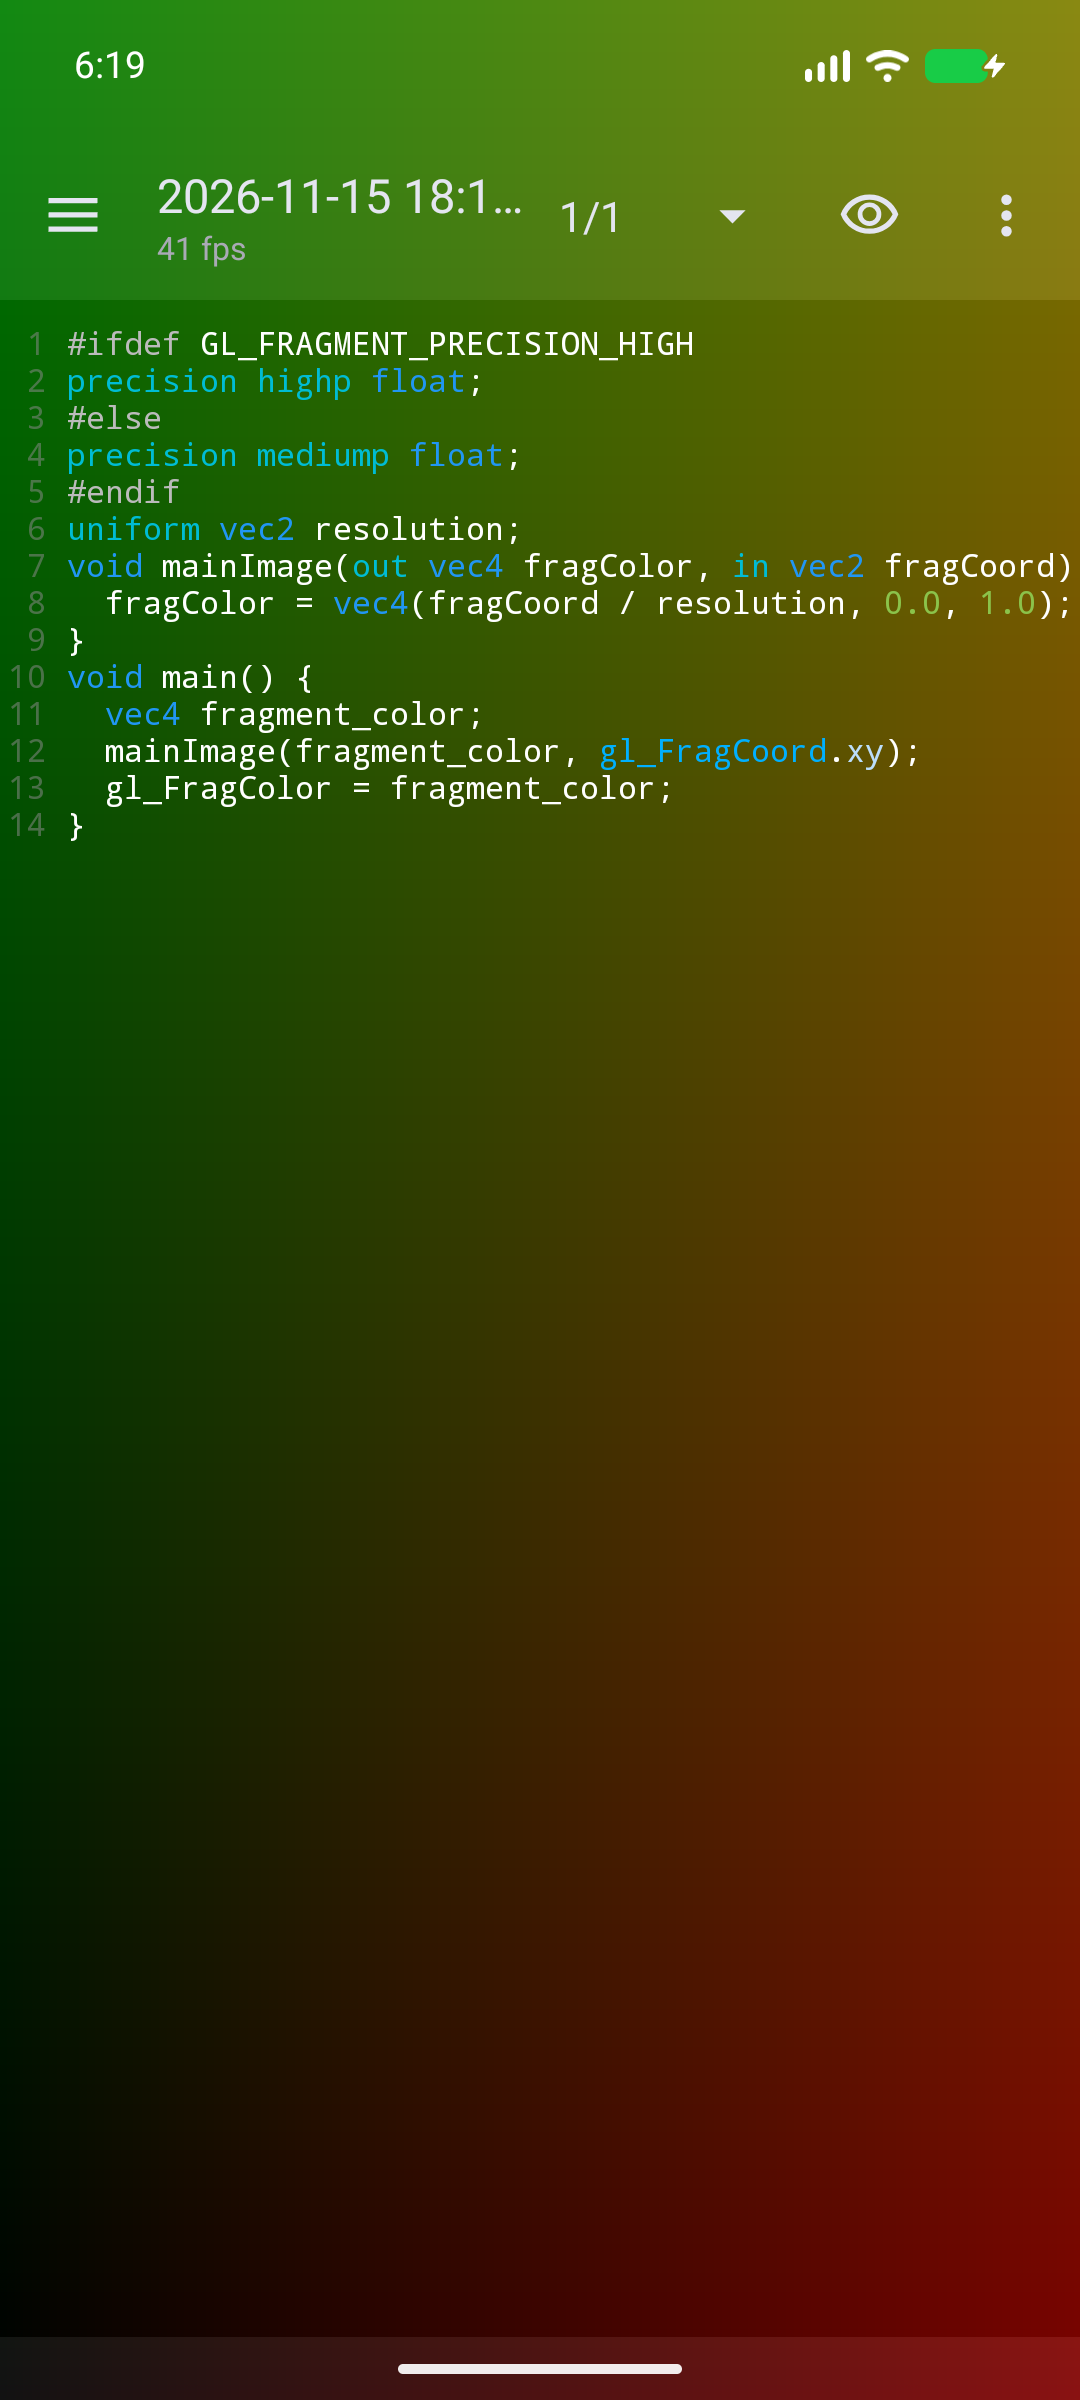 6:19
2026-11-15 18:1...
1/1
41 fps
1 #ifdef GL_FRAGMENT_PRECISION_HIGH
2 precision highp float;
3 #else
4 precision mediump float;
5 #endif
6 uniform vec2 resolution;
7 void mainImage(out vec4 fragColor, in vec2 fragCoord)
8   fragColor = vec4(fragCoord / resolution, 0.0, 1.0);
9 }
10 void main() {
11   vec4 fragment_color;
12   mainImage(fragment_color, gl_FragCoord.xy);
13   gl_FragColor = fragment_color;
14 }